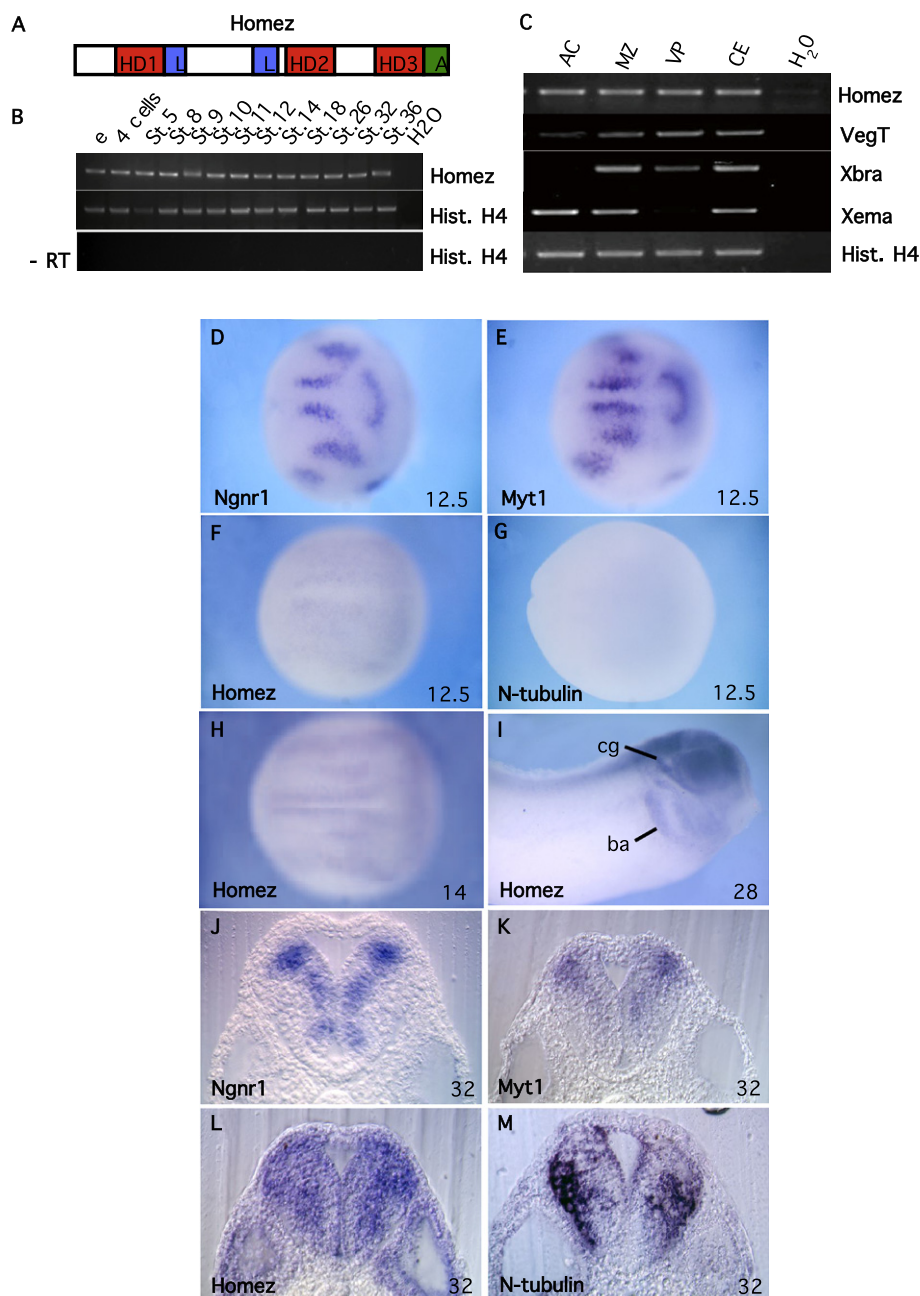 A
Homez
HD1 L L HD2 HD3 A
B
e 4 cells St.5 St.8 St.9 St.10 St.11 St.12 St.14 St.18 St.26 St.32 St.36 H2O
Homez
Hist. H4
- RT Hist. H4
C
AC MZ VP CE H2O
Homez
VegT
Xbra
Xema
Hist. H4
D
Ngnr1 12.5
E
Myt1 12.5
F
Homez 12.5
G
N-tubulin 12.5
H
Homez 14
I
cg
ba
Homez 28
J
Ngnr1 32
K
Myt1 32
L
Homez 32
M
N-tubulin 32